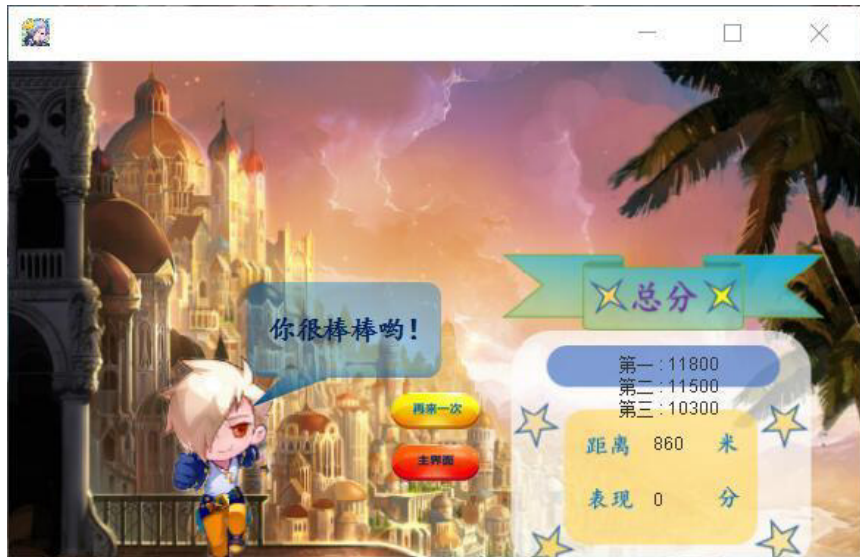 你很棒棒哟!
再来一次
主界面
总分
第一 : 11800
第二 : 11500
第三 : 10300
距离 860 米
表现 0 分